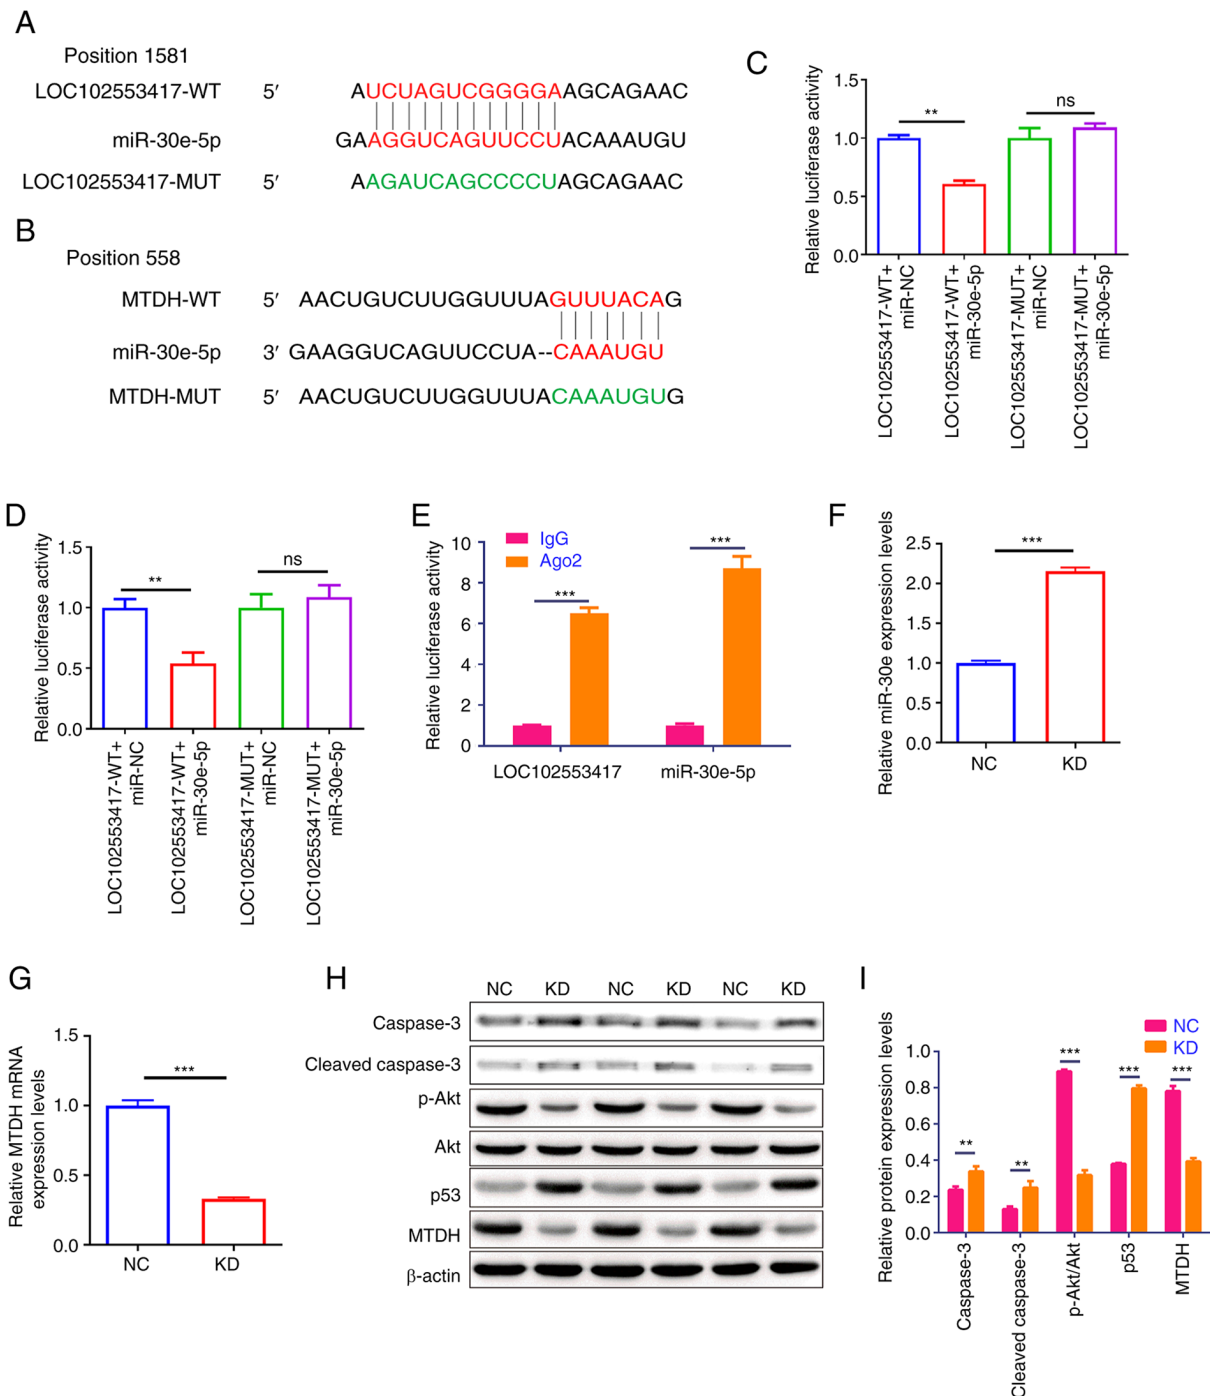 A
Position 1581
LOC102553417-WT 5′ AUCUAGUCGGGGAAAGCAGAAC
miR-30e-5p GAAGGUCAGUUCCUACAAAUGU
LOC102553417-MUT 5′ AAGAUCAGCCCCUAGCAGAAC
B
Position 558
MTDH-WT 5′ AACUGUCUUGGUUUAGUUUACAG
miR-30e-5p 3′ GAAGGUCAGUUCCUA--CAAAUGU
MTDH-MUT 5′ AACUGUCUUGGUUUACAAAUGUG
C
Relative luciferase activity
1.5
1.0
0.5
0.0
**
ns
LOC102553417-WT+
miR-NC
LOC102553417-WT+
miR-30e-5p
LOC102553417-MUT+
miR-NC
LOC102553417-MUT+
miR-30e-5p
D
Relative luciferase activity
1.5
1.0
0.5
0.0
**
ns
LOC102553417-WT+
miR-NC
LOC102553417-WT+
miR-30e-5p
LOC102553417-MUT+
miR-NC
LOC102553417-MUT+
miR-30e-5p
E
IgG
Ago2
Relative luciferase activity
10
8
6
4
2
0
***
***
LOC102553417 miR-30e-5p
F
Relative miR-30e expression levels
2.5
2.0
1.5
1.0
0.5
0.0
***
NC KD
G
Relative MTDH mRNA
expression levels
1.5
1.0
0.5
0.0
***
NC KD
H
NC KD NC KD NC KD
Caspase-3
Cleaved caspase-3
p-Akt
Akt
p53
MTDH
β-actin
I
NC
KD
Relative protein expression levels
1.0
0.8
0.6
0.4
0.2
0.0
**
**
***
***
***
Caspase-3
Cleaved caspase-3
p-Akt/Akt
p53
MTDH